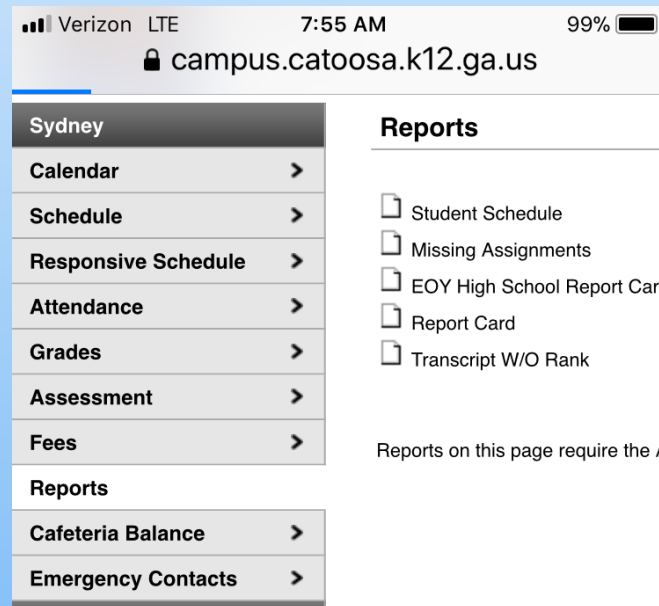 Verizon LTE 7:55 AM 99%
campus.catoosa.k12.ga.us
Sydney
Calendar
Schedule
Responsive Schedule
Attendance
Grades
Assessment
Fees
Reports
Cafeteria Balance
Emergency Contacts
Reports
Student Schedule
Missing Assignments
EOY High School Report Car
Report Card
Transcript W/O Rank
Reports on this page require the